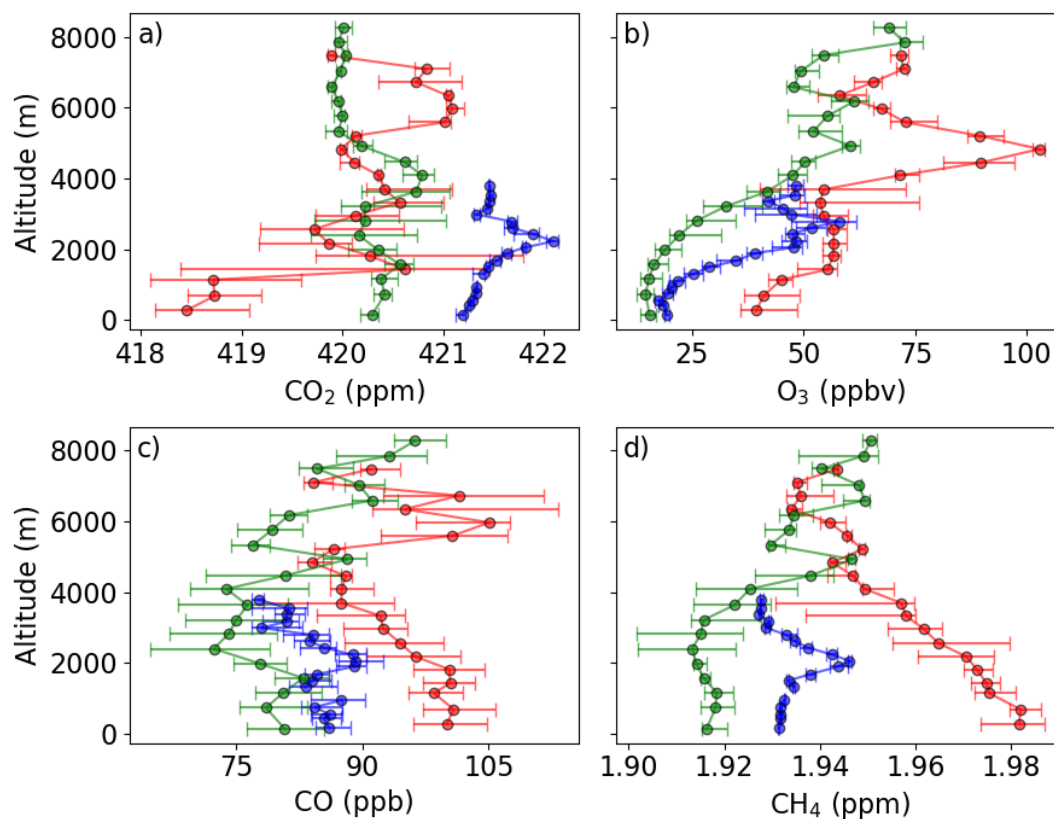 a)
8000
6000
4000
2000
0
Altitude (m)
418 419 420 421 422
CO₂ (ppm)
b)
25 50 75 100
O₃ (ppbv)
c)
8000
6000
4000
2000
0
Altitude (m)
75 90 105
CO (ppb)
d)
1.90 1.92 1.94 1.96 1.98
CH₄ (ppm)